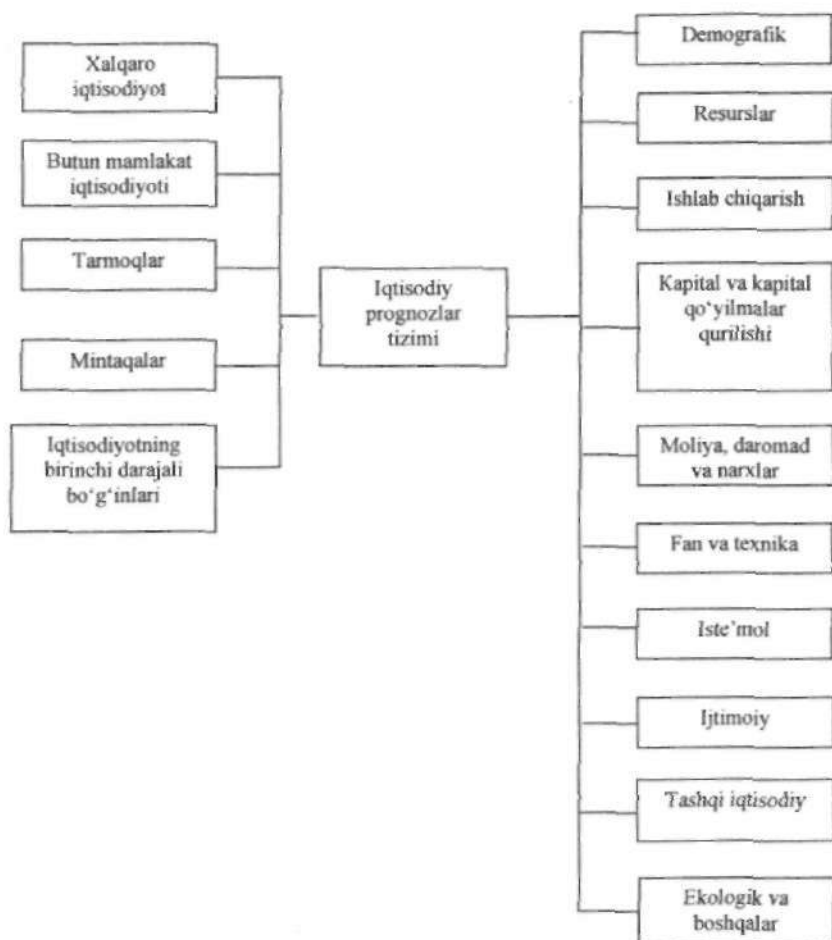 Xalqaro
iqtisodiyot
Butun mamlakat
iqtisodiyoti
Tarmoqlar
Mintaqalar
Iqtisodiyotning
birinchi darajali
bo‘g‘inlari
Iqtisodiy
prognozlar
tizimi
Demografik
Resurslar
Ishlab chiqarish
Kapital va kapital
qo‘yilmalar
qurilishi
Moliya, daromad
va narxlar
Fan va texnika
Iste’mol
Ijtimoiy
Tashqi iqtisodiy
Ekologik va
boshqalar